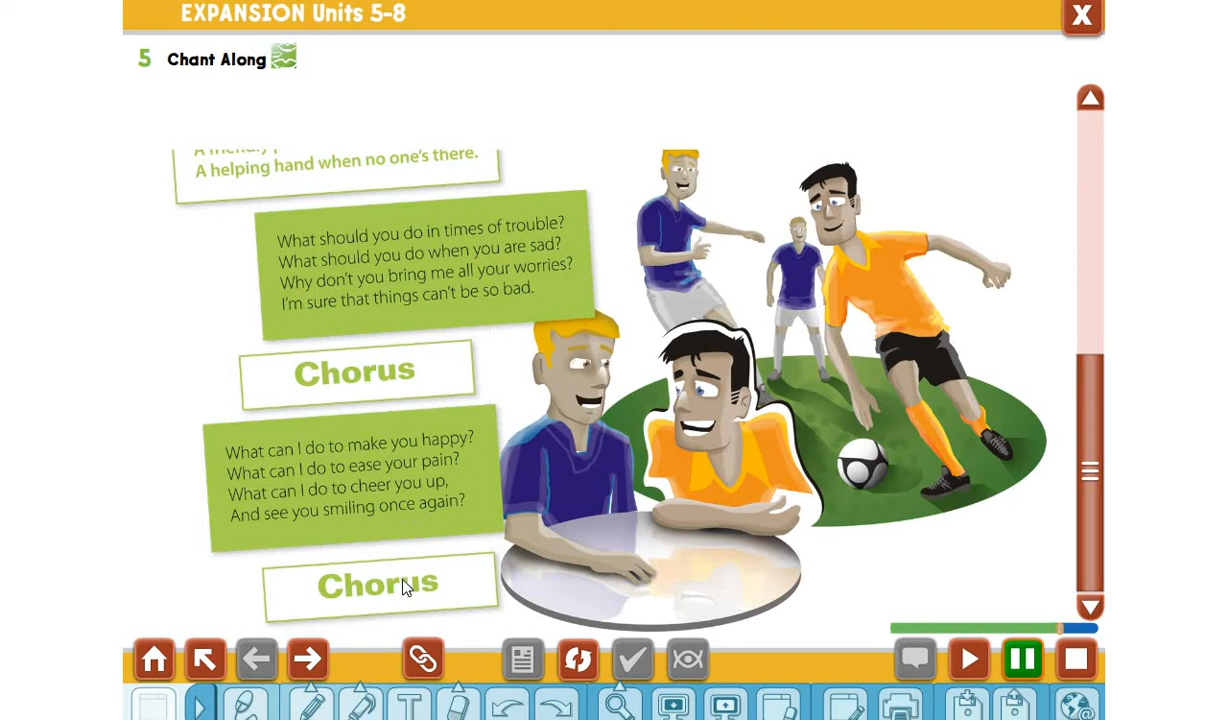 EXPANSION Units 5-8
X
5 Chant Along
A friendly
A helping hand when no one's there.
What should you do in times of trouble?
What should you do when you are sad?
Why don't you bring me all your worries?
I'm sure that things can't be so bad.
Chorus
What can I do to make you happy?
What can I do to ease your pain?
What can I do to cheer you up,
And see you smiling once again?
Chorus